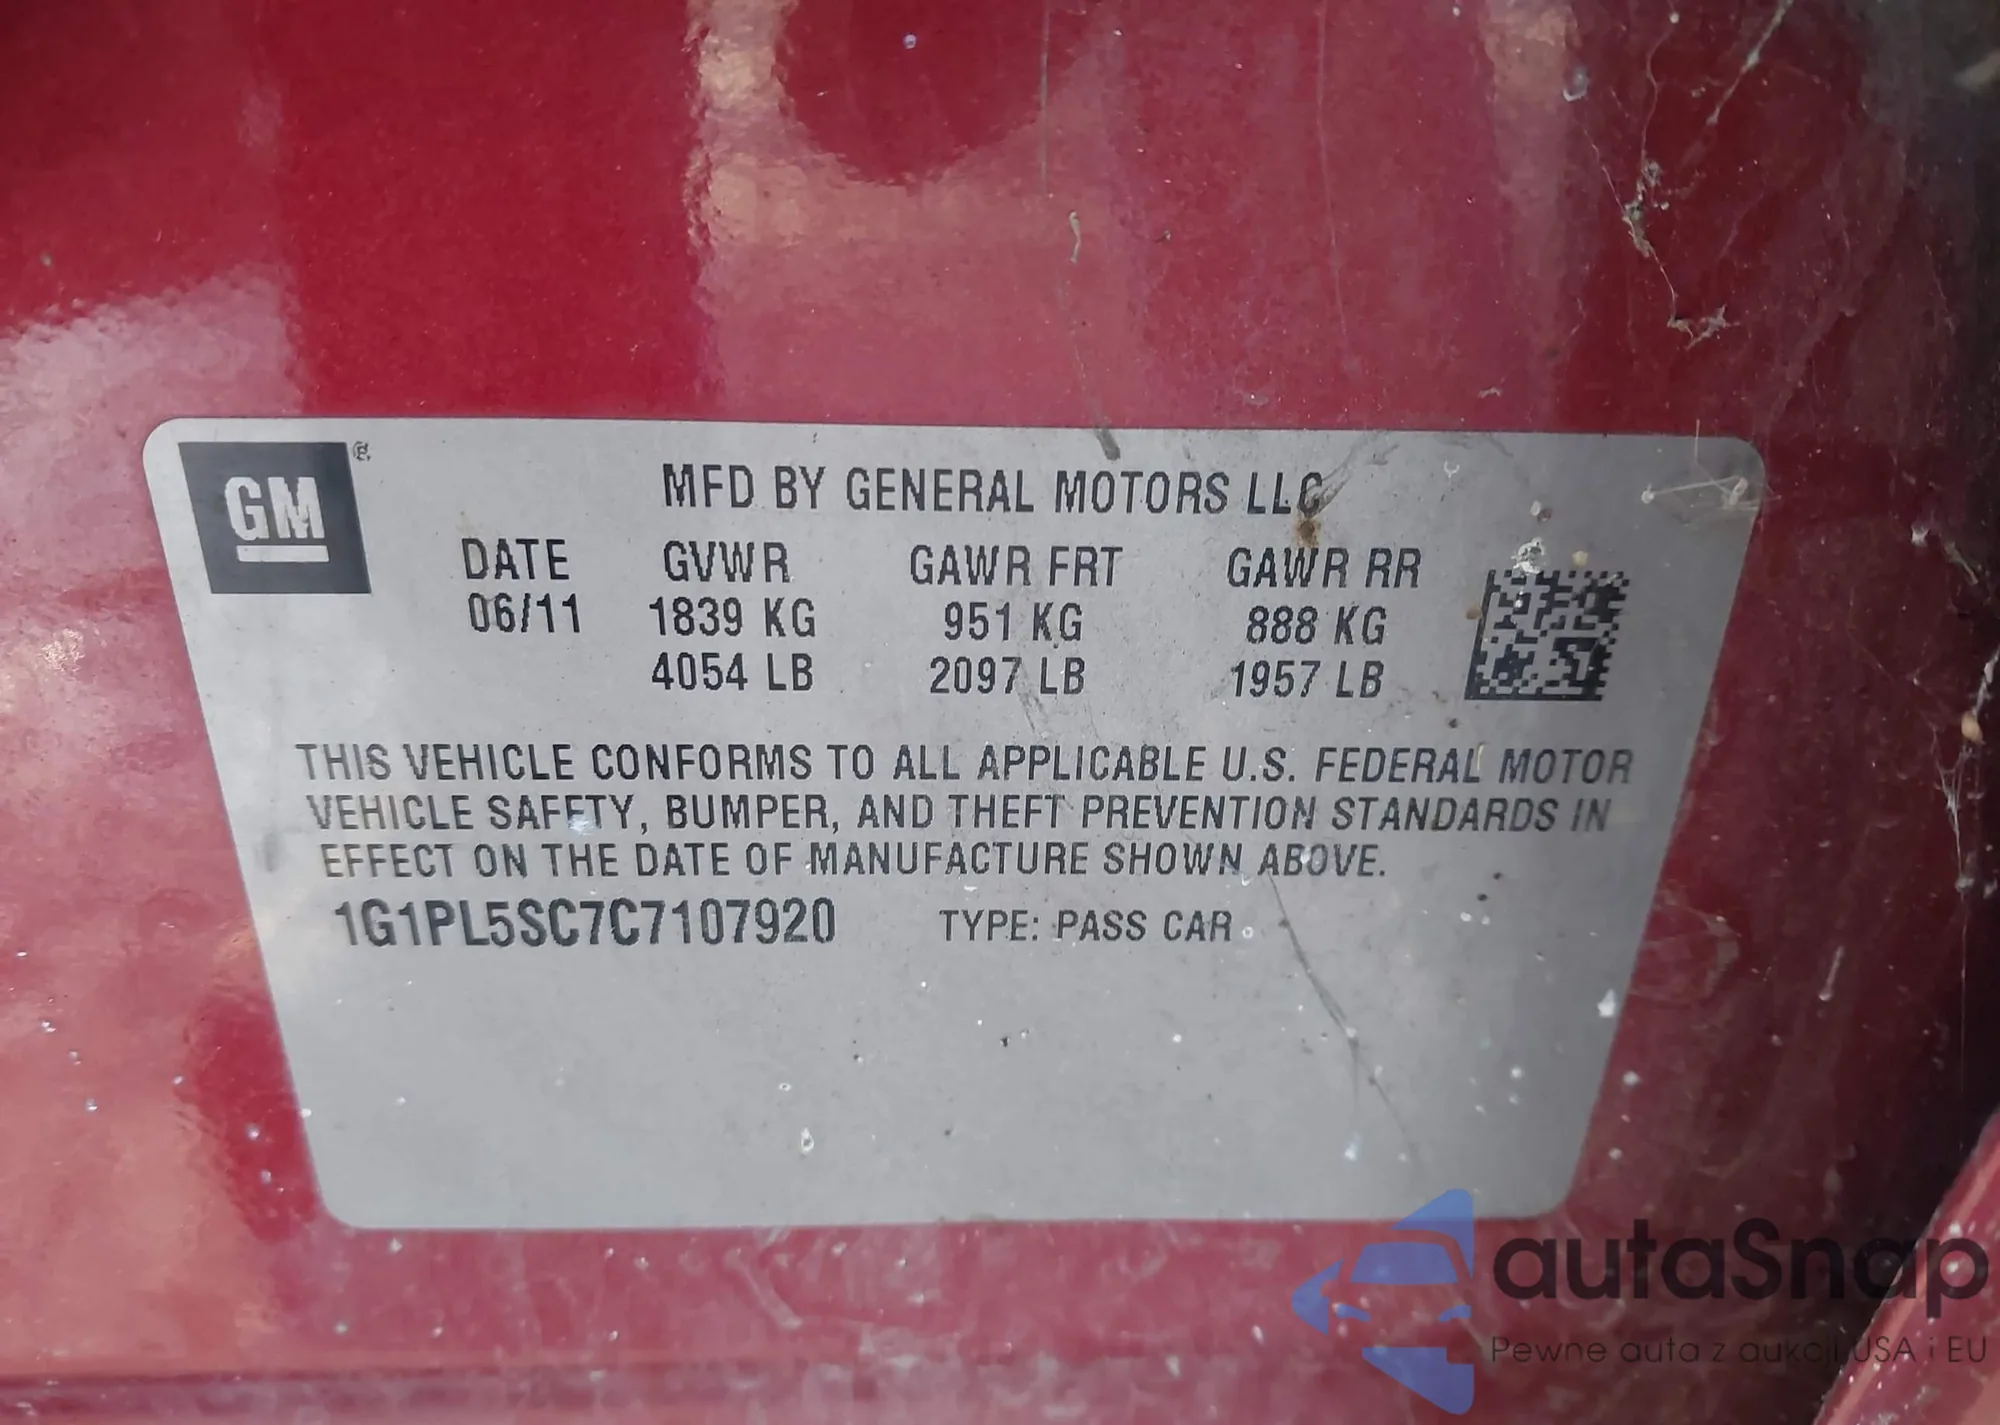 GM ®
MFD BY GENERAL MOTORS LLC
DATE GVWR GAWR FRT GAWR RR
06/11 1839 KG 951 KG 888 KG
4054 LB 2097 LB 1957 LB
THIS VEHICLE CONFORMS TO ALL APPLICABLE U.S. FEDERAL MOTOR
VEHICLE SAFETY, BUMPER, AND THEFT PREVENTION STANDARDS IN
EFFECT ON THE DATE OF MANUFACTURE SHOWN ABOVE.
1G1PL5SC7C7107920 TYPE: PASS CAR
autaSnap
Pewne auta z aukcji USA i EU